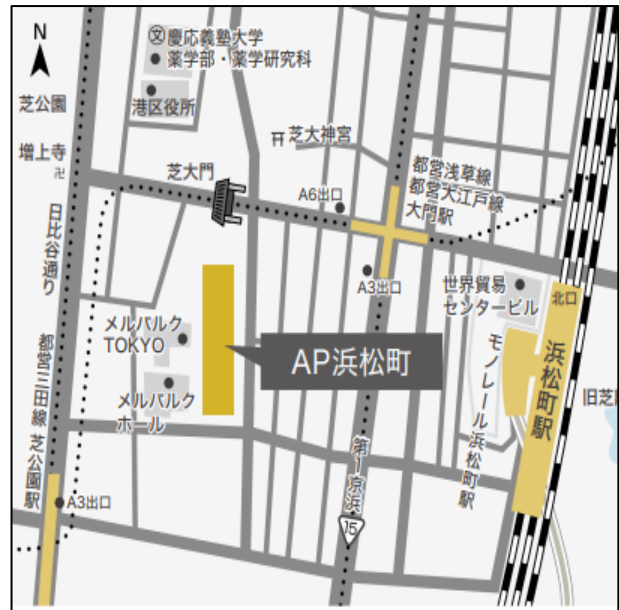 N
慶応義塾大学
薬学部・薬学研究科
芝公園
港区役所
増上寺
芝大門
芝大神宮
A6出口
都営浅草線
都営大江戸線
大門駅
日比谷通り
A3出口
世界貿易
センタービル
北口
メルパルク
TOKYO
AP浜松町
モノレール浜松町駅
浜松町駅
旧芝
メルパルク
ホール
都営三田線 芝公園駅
第一京浜
15
A3出口